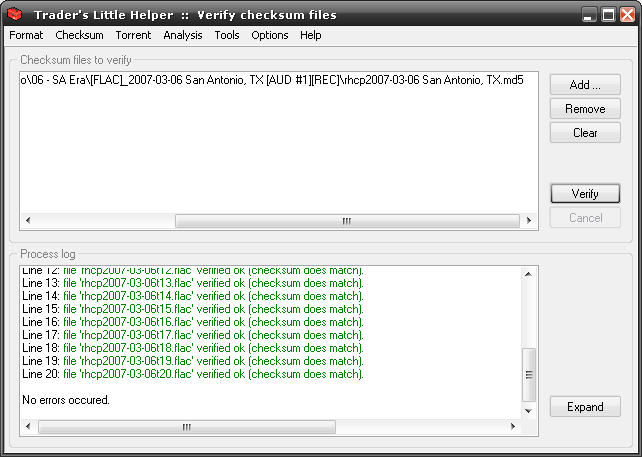 Trader's Little Helper :: Verify checksum files
Format Checksum Torrent Analysis Tools Options Help
Checksum files to verify
o\06 - SA Era\[FLAC]_2007-03-06 San Antonio, TX [AUD #1][REC]\rhcp2007-03-06 San Antonio, TX.md5
Add ...
Remove
Clear
Verify
Cancel
Process log
Line 12: file 'rhcp2007-03-06t12.flac' verified ok (checksum does match).
Line 13: file 'rhcp2007-03-06t13.flac' verified ok (checksum does match).
Line 14: file 'rhcp2007-03-06t14.flac' verified ok (checksum does match).
Line 15: file 'rhcp2007-03-06t15.flac' verified ok (checksum does match).
Line 16: file 'rhcp2007-03-06t16.flac' verified ok (checksum does match).
Line 17: file 'rhcp2007-03-06t17.flac' verified ok (checksum does match).
Line 18: file 'rhcp2007-03-06t18.flac' verified ok (checksum does match).
Line 19: file 'rhcp2007-03-06t19.flac' verified ok (checksum does match).
Line 20: file 'rhcp2007-03-06t20.flac' verified ok (checksum does match).
No errors occured.
Expand